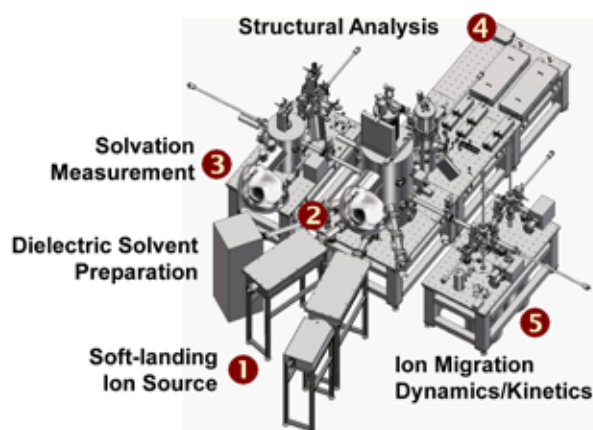 Structural Analysis 4
Solvation
Measurement 3
2
Dielectric Solvent
Preparation
Soft-landing
Ion Source 1
5
Ion Migration
Dynamics/Kinetics